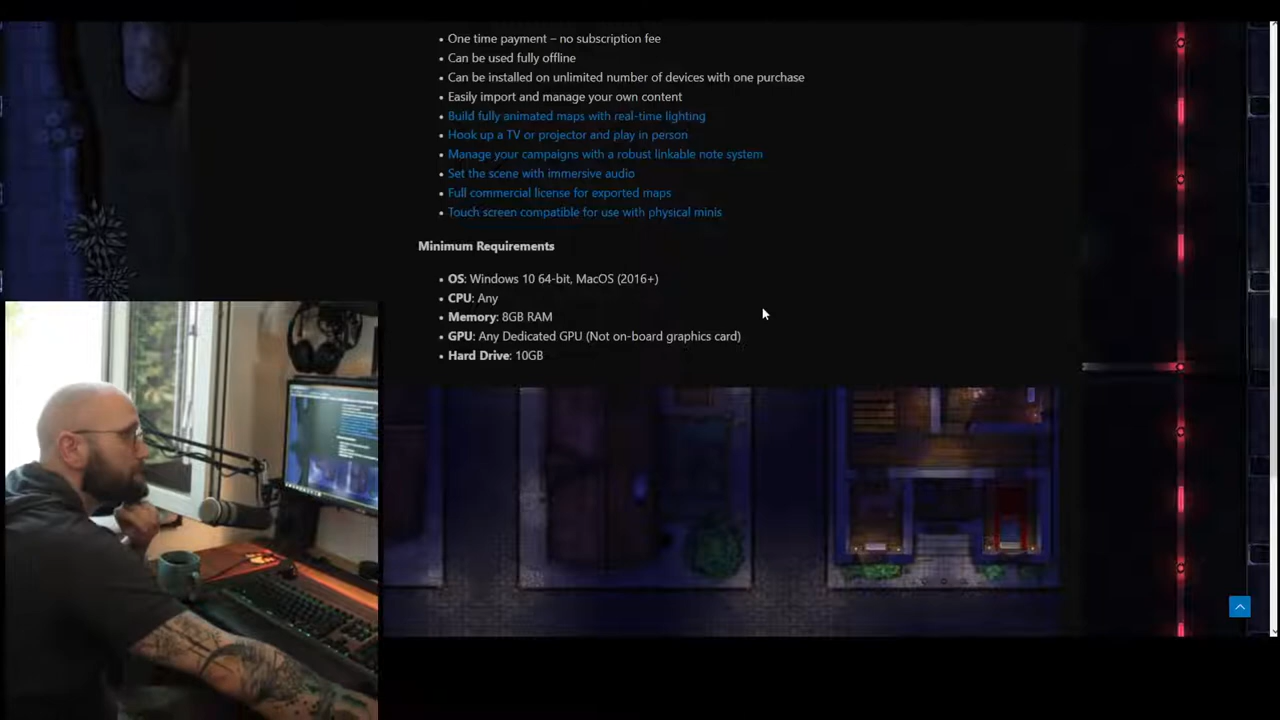 One time payment – no subscription fee
Can be used fully offline
Can be installed on unlimited number of devices with one purchase
Easily import and manage your own content
Build fully animated maps with real-time lighting
Hook up a TV or projector and play in person
Manage your campaigns with a robust linkable note system
Set the scene with immersive audio
Full commercial license for exported maps
Touch screen compatible for use with physical minis
Minimum Requirements
OS: Windows 10 64-bit, MacOS (2016+)
CPU: Any
Memory: 8GB RAM
GPU: Any Dedicated GPU (Not on-board graphics card)
Hard Drive: 10GB